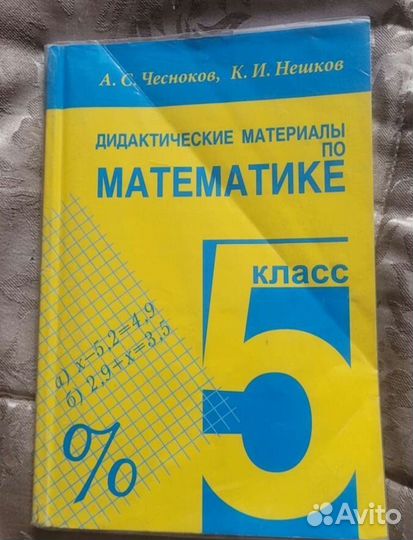 А. С. Чесноков, К. И. Нешков
ДИДАКТИЧЕСКИЕ МАТЕРИАЛЫ
ПО
МАТЕМАТИКЕ
класс
5
а) x−5,2=4,9
б) 2,9+x=3,5
%
Avito